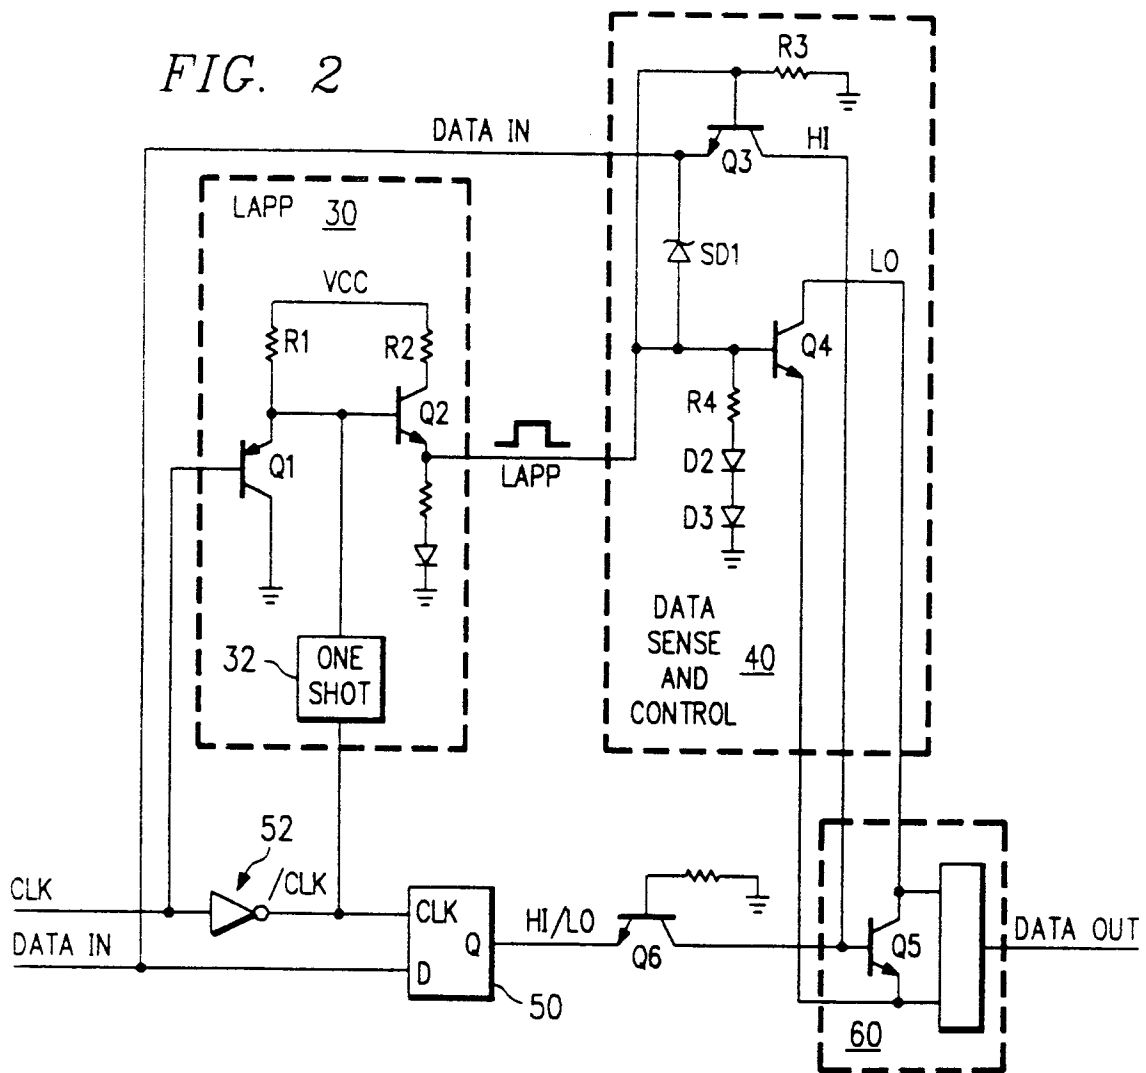 FIG. 2
R3
DATA IN
HI
Q3
LAPP 30
SD1
LO
VCC
R1
R2
Q4
Q2
R4
Q1
LAPP
D2
D3
32
ONE
SHOT
DATA
SENSE
AND
CONTROL
40
52
CLK
/CLK
CLK
HI/LO
Q
Q6
Q5
DATA OUT
DATA IN
D
50
60